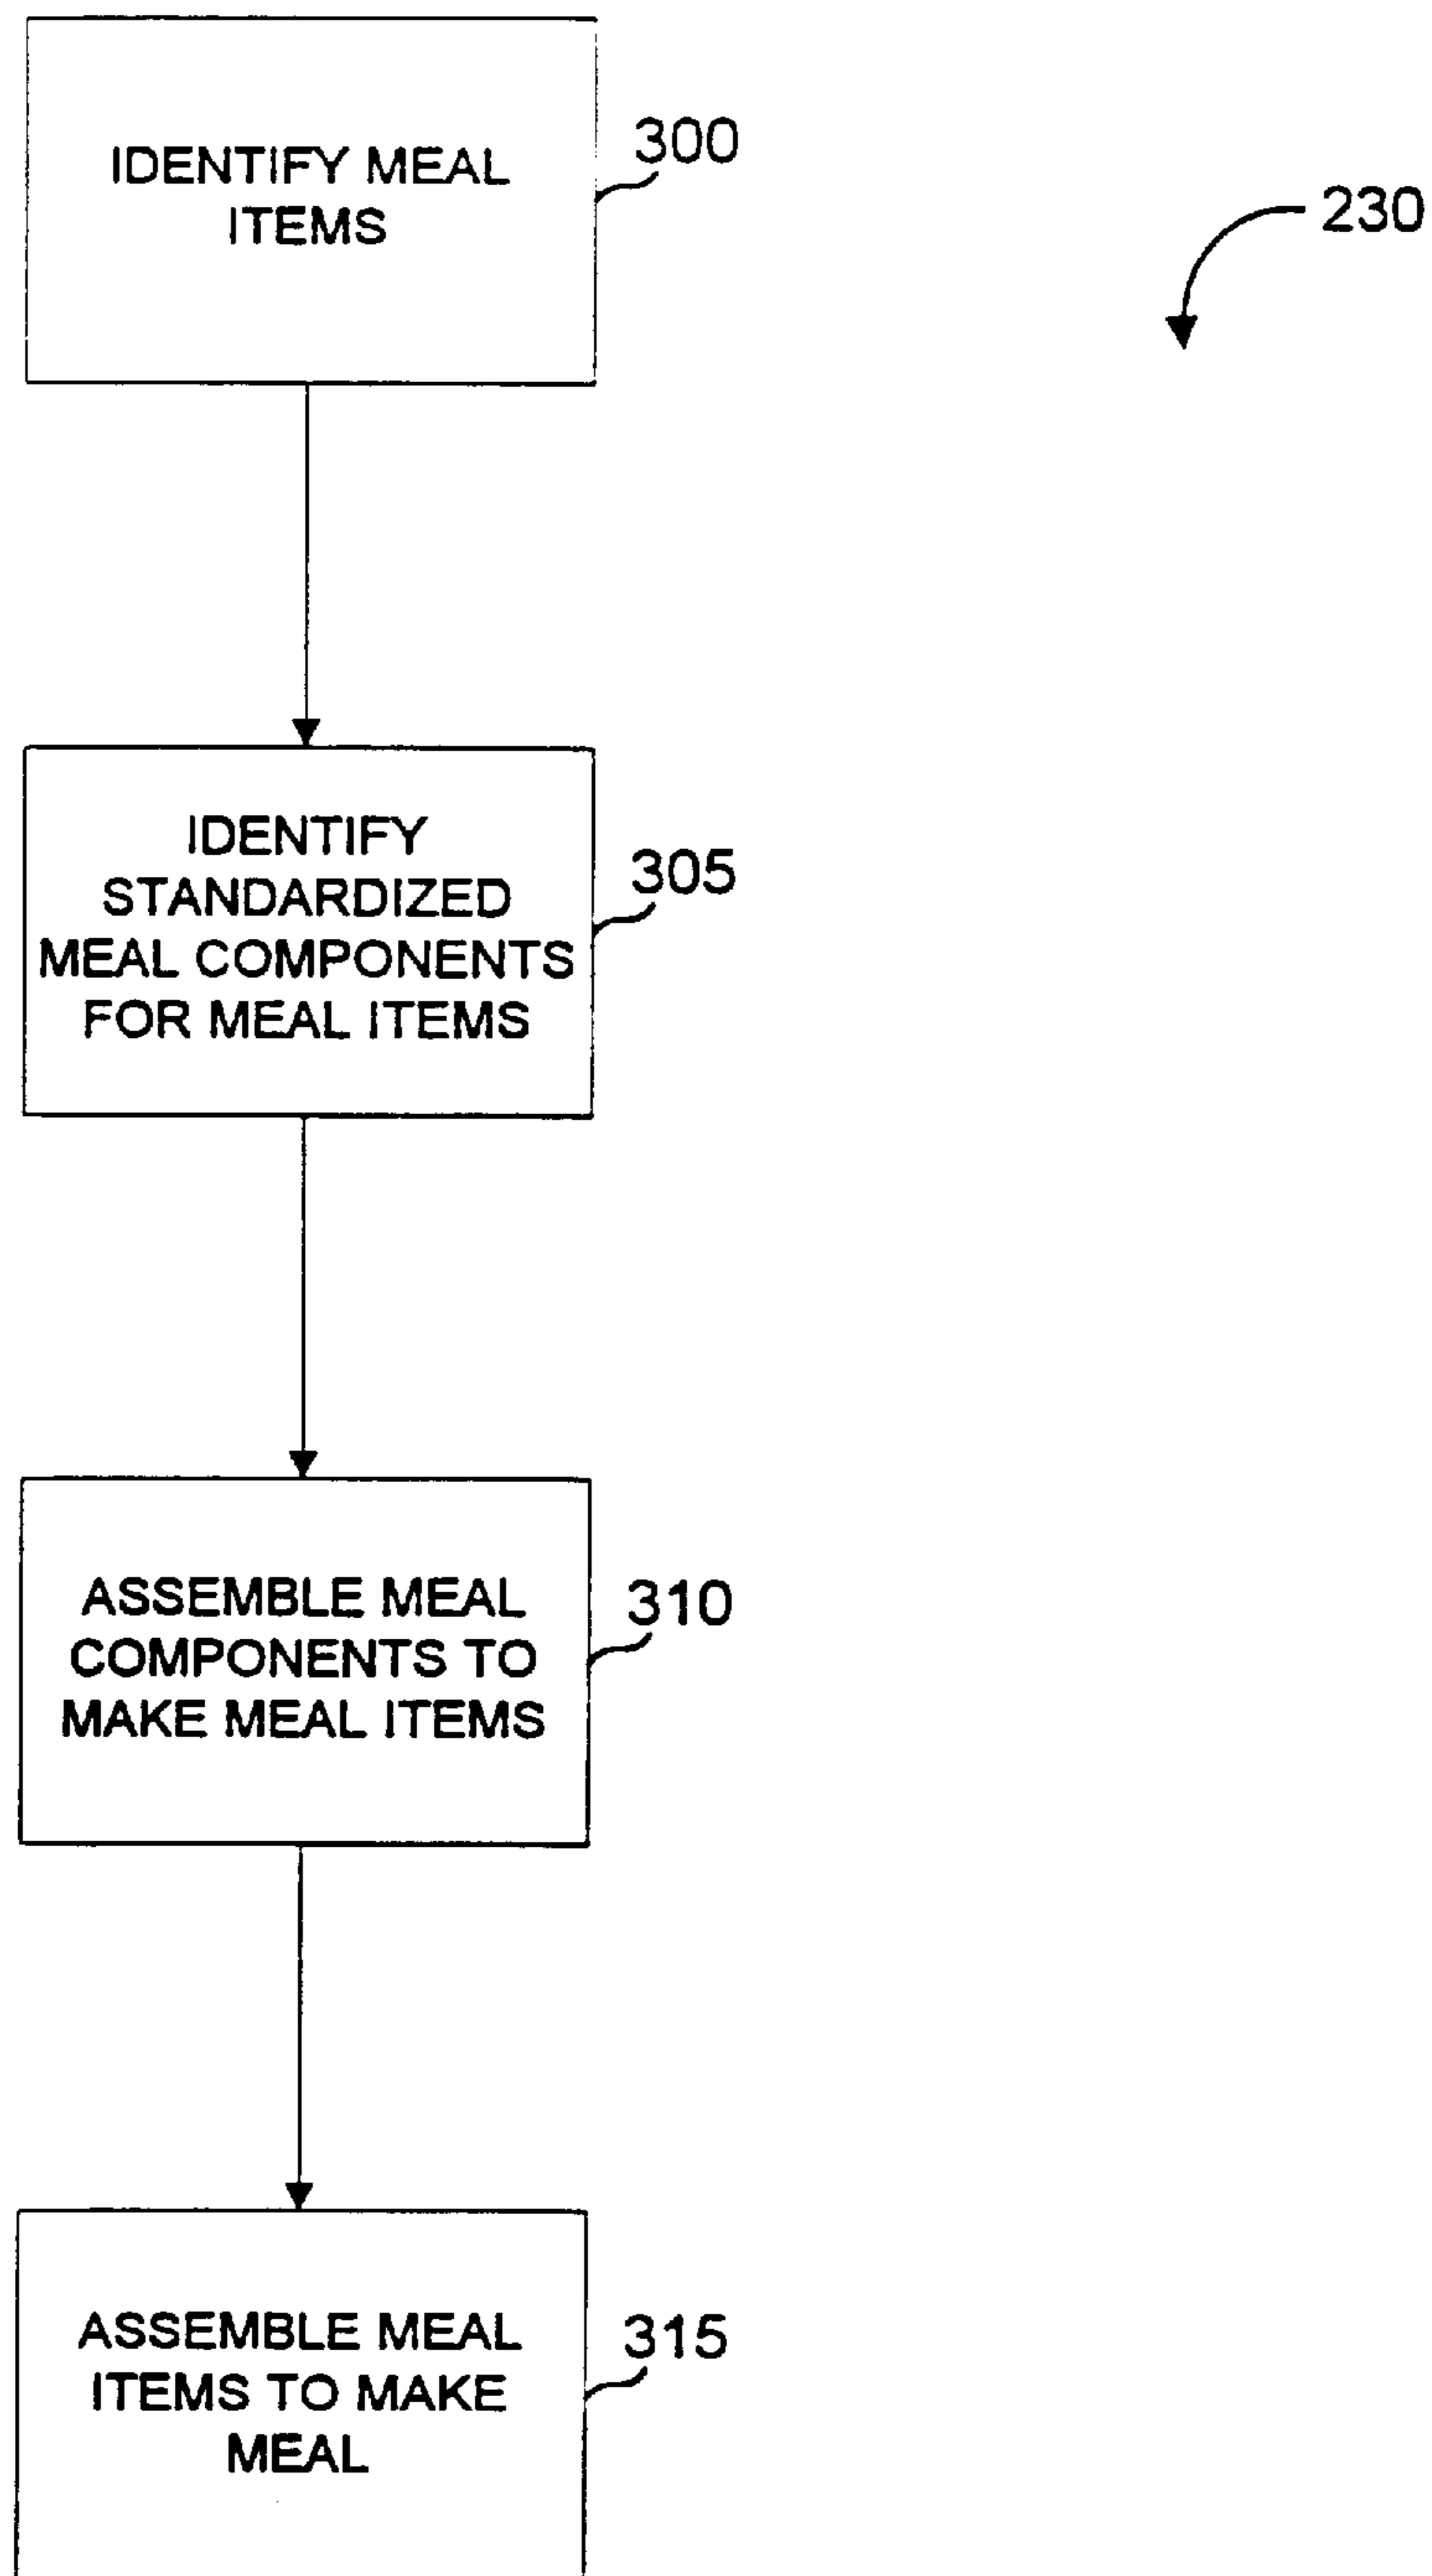 IDENTIFY MEAL
ITEMS
300
230
IDENTIFY
STANDARDIZED
MEAL COMPONENTS
FOR MEAL ITEMS
305
ASSEMBLE MEAL
COMPONENTS TO
MAKE MEAL ITEMS
310
ASSEMBLE MEAL
ITEMS TO MAKE
MEAL
315